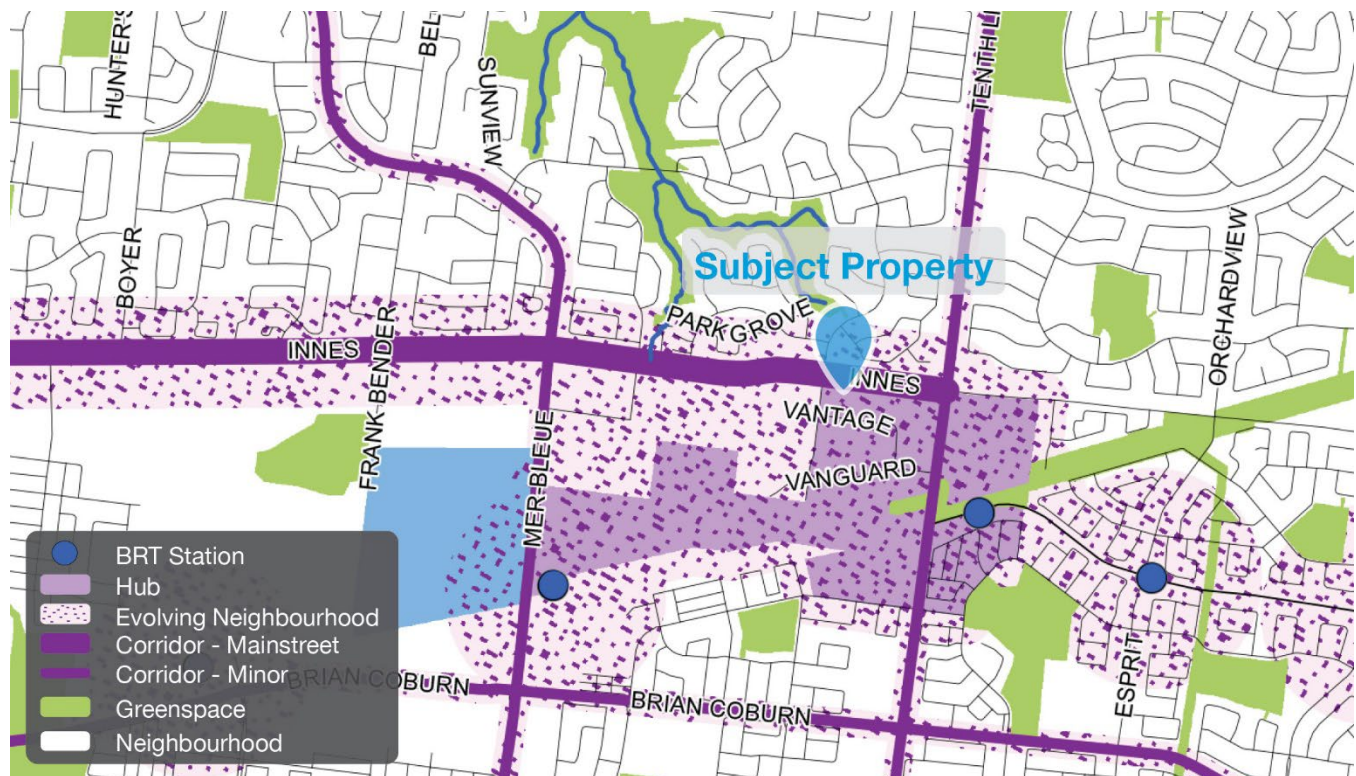 HUNTER'S
BEL
SUNVIEW
TENTH LI
BOYER
Subject Property
ORCHARDVIEW
PARKGROVE
FRANK BENDER
INNES
INNES
VANTAGE
MER BLEUE
VANGUARD
BRT Station
Hub
Evolving Neighbourhood
Corridor - Mainstreet
Corridor - Minor
Greenspace
Neighbourhood
BRIAN COBURN
BRIAN COBURN
ESPRIT